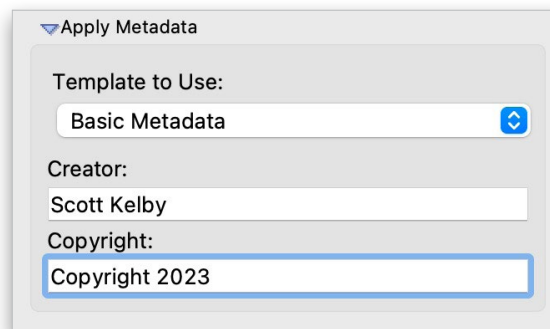 Apply Metadata
Template to Use:
Basic Metadata
Creator:
Scott Kelby
Copyright:
Copyright 2023